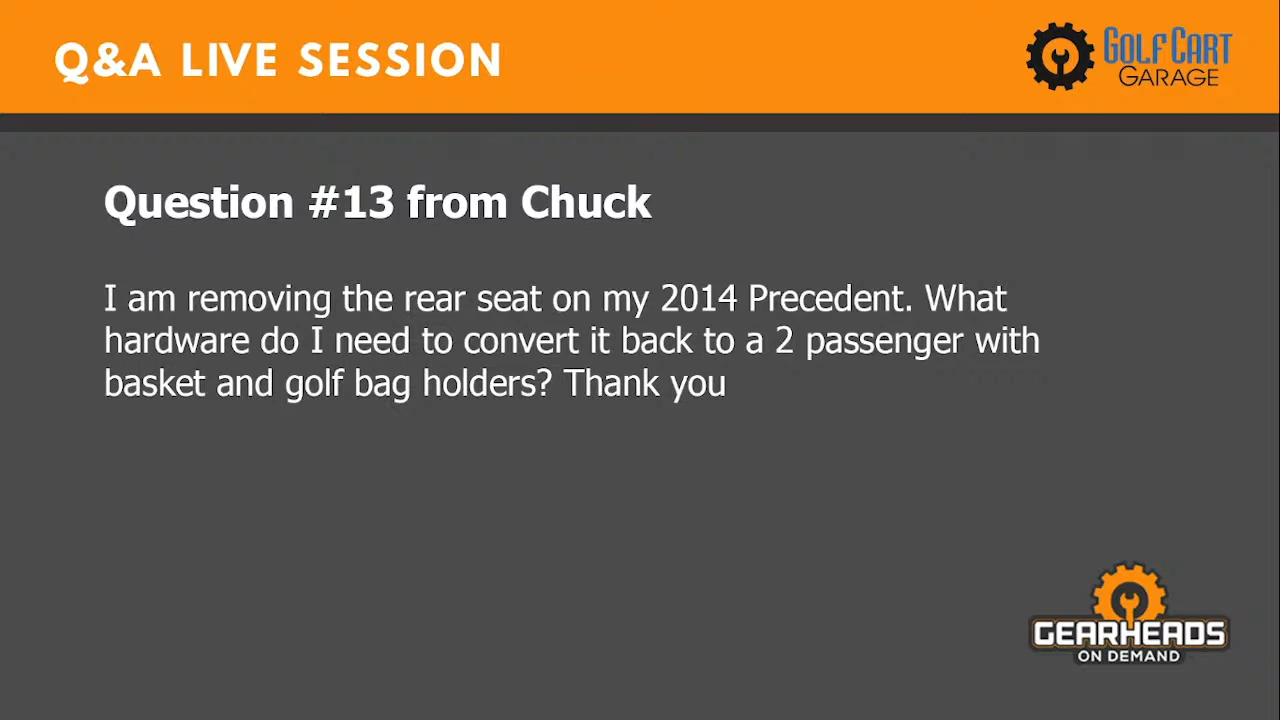 Q&A LIVE SESSION
GOLF CART
GARAGE
Question #13 from Chuck
I am removing the rear seat on my 2014 Precedent. What
hardware do I need to convert it back to a 2 passenger with
basket and golf bag holders? Thank you
GEARHEADS
ON DEMAND